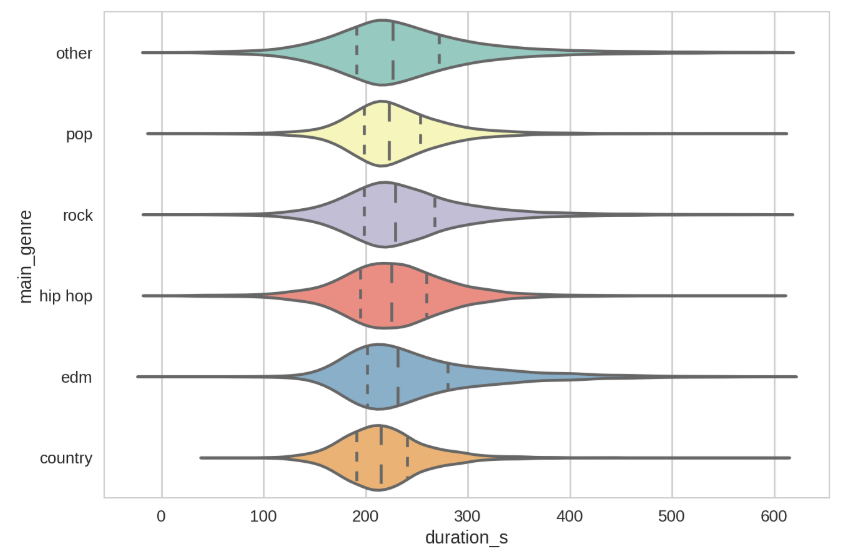 other
pop
rock
hip hop
edm
country
main_genre
0 100 200 300 400 500 600
duration_s